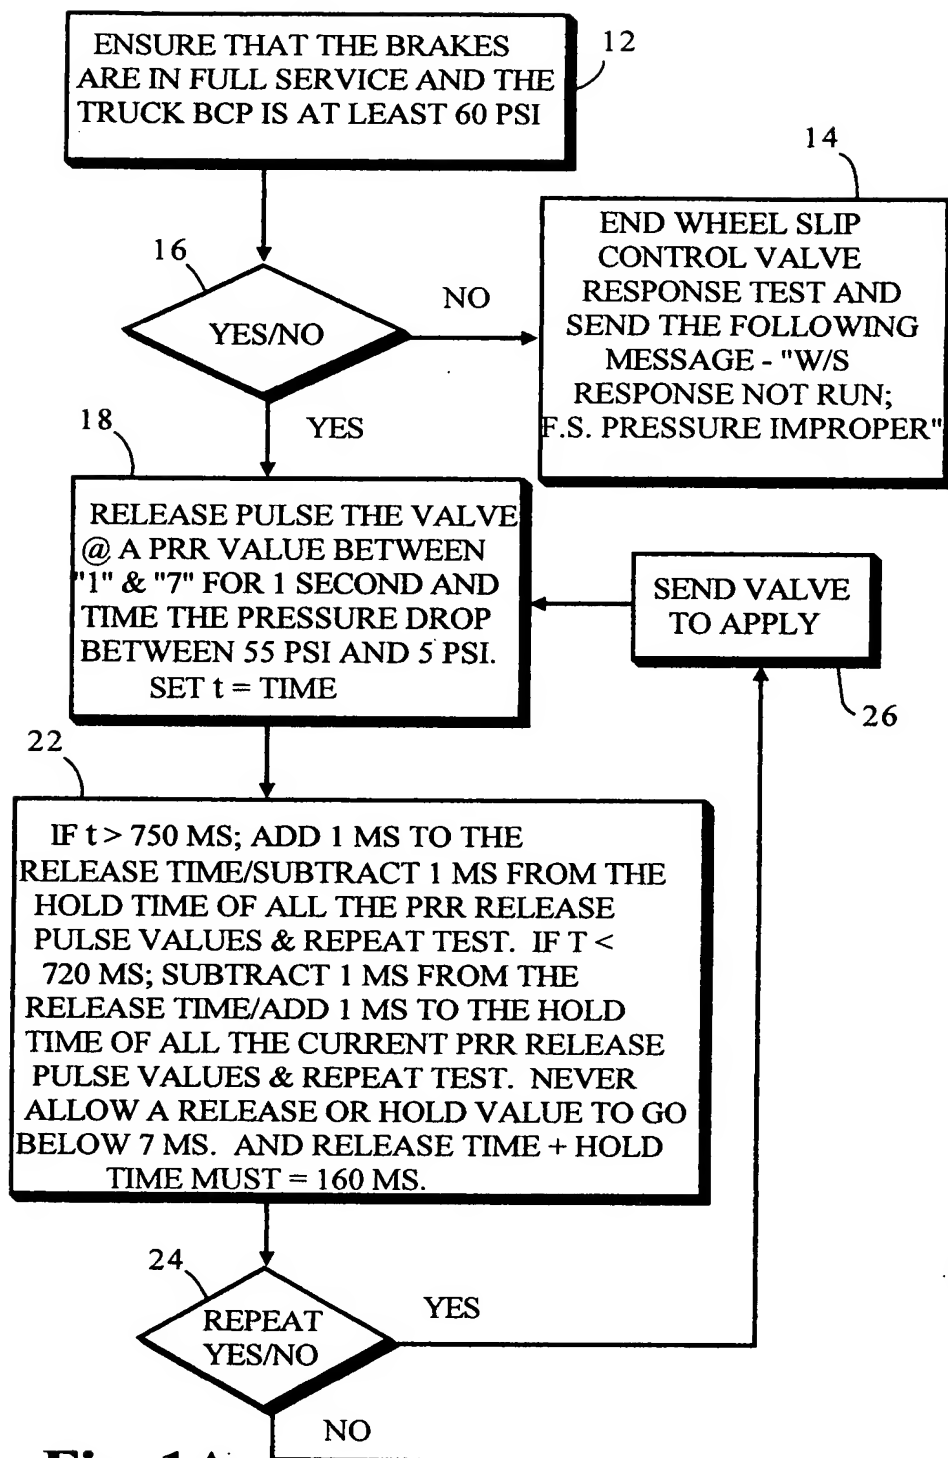 ENSURE THAT THE BRAKES
ARE IN FULL SERVICE AND THE
TRUCK BCP IS AT LEAST 60 PSI
12
14
END WHEEL SLIP
CONTROL VALVE
RESPONSE TEST AND
SEND THE FOLLOWING
MESSAGE - "W/S
RESPONSE NOT RUN;
F.S. PRESSURE IMPROPER"
16
YES/NO
NO
YES
18
RELEASE PULSE THE VALVE
@ A PRR VALUE BETWEEN
"1" & "7" FOR 1 SECOND AND
TIME THE PRESSURE DROP
BETWEEN 55 PSI AND 5 PSI.
SET t = TIME
SEND VALVE
TO APPLY
26
22
IF t > 750 MS; ADD 1 MS TO THE
RELEASE TIME/SUBTRACT 1 MS FROM THE
HOLD TIME OF ALL THE PRR RELEASE
PULSE VALUES & REPEAT TEST. IF T <
720 MS; SUBTRACT 1 MS FROM THE
RELEASE TIME/ADD 1 MS TO THE HOLD
TIME OF ALL THE CURRENT PRR RELEASE
PULSE VALUES & REPEAT TEST. NEVER
ALLOW A RELEASE OR HOLD VALUE TO GO
BELOW 7 MS. AND RELEASE TIME + HOLD
TIME MUST = 160 MS.
24
REPEAT
YES/NO
YES
NO